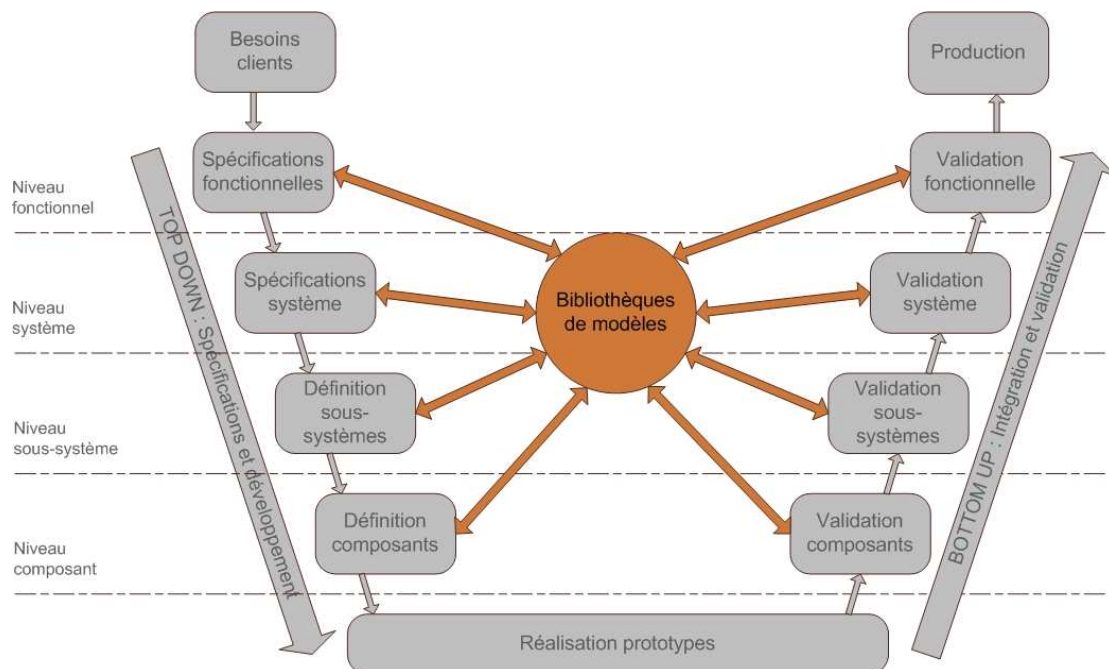 Besoins
clients
Production
Spécifications
fonctionnelles
Validation
fonctionnelle
Niveau
fonctionnel
TOP DOWN : Spécifications et développement
BOTTOM UP : Intégration et validation
Spécifications
système
Bibliothèques
de modèles
Validation
système
Niveau
système
Définition
sous-
systèmes
Validation
sous-
systèmes
Niveau
sous-système
Définition
composants
Validation
composants
Niveau
composant
Réalisation prototypes